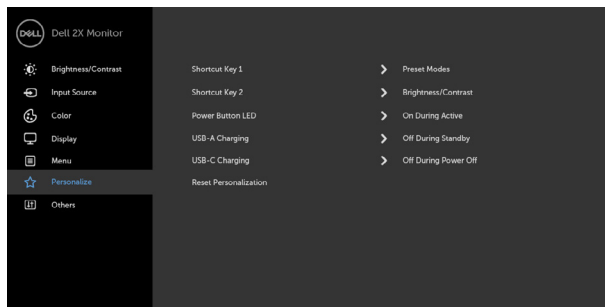 DELL Dell 2X Monitor
Brightness/Contrast Shortcut Key 1 Preset Modes
Input Source Shortcut Key 2 Brightness/Contrast
Color Power Button LED On During Active
Display USB-A Charging Off During Standby
Menu USB-C Charging Off During Power Off
Personalize Reset Personalization
Others